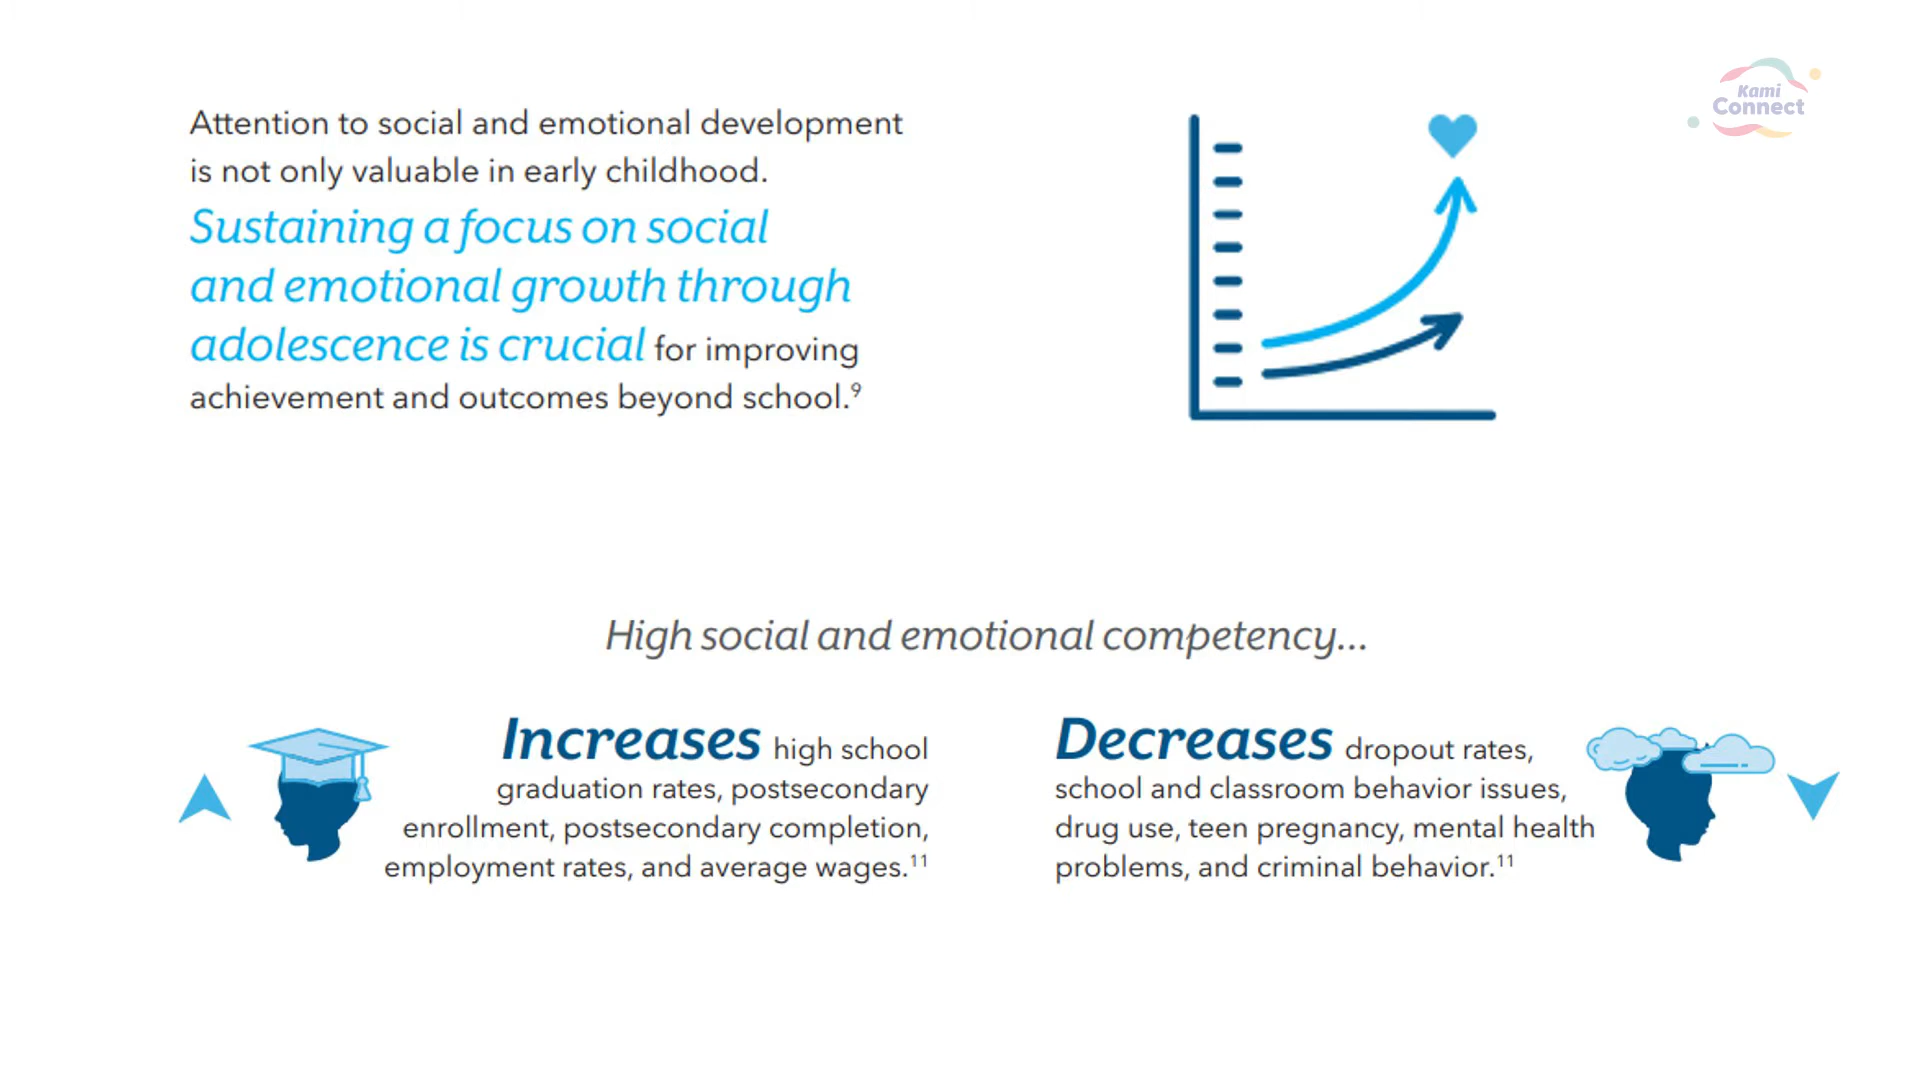 Kami
Connect
Attention to social and emotional development
is not only valuable in early childhood.
Sustaining a focus on social
and emotional growth through
adolescence is crucial for improving
achievement and outcomes beyond school.⁹
High social and emotional competency...
Increases high school
graduation rates, postsecondary
enrollment, postsecondary completion,
employment rates, and average wages.¹¹
Decreases dropout rates,
school and classroom behavior issues,
drug use, teen pregnancy, mental health
problems, and criminal behavior.¹¹